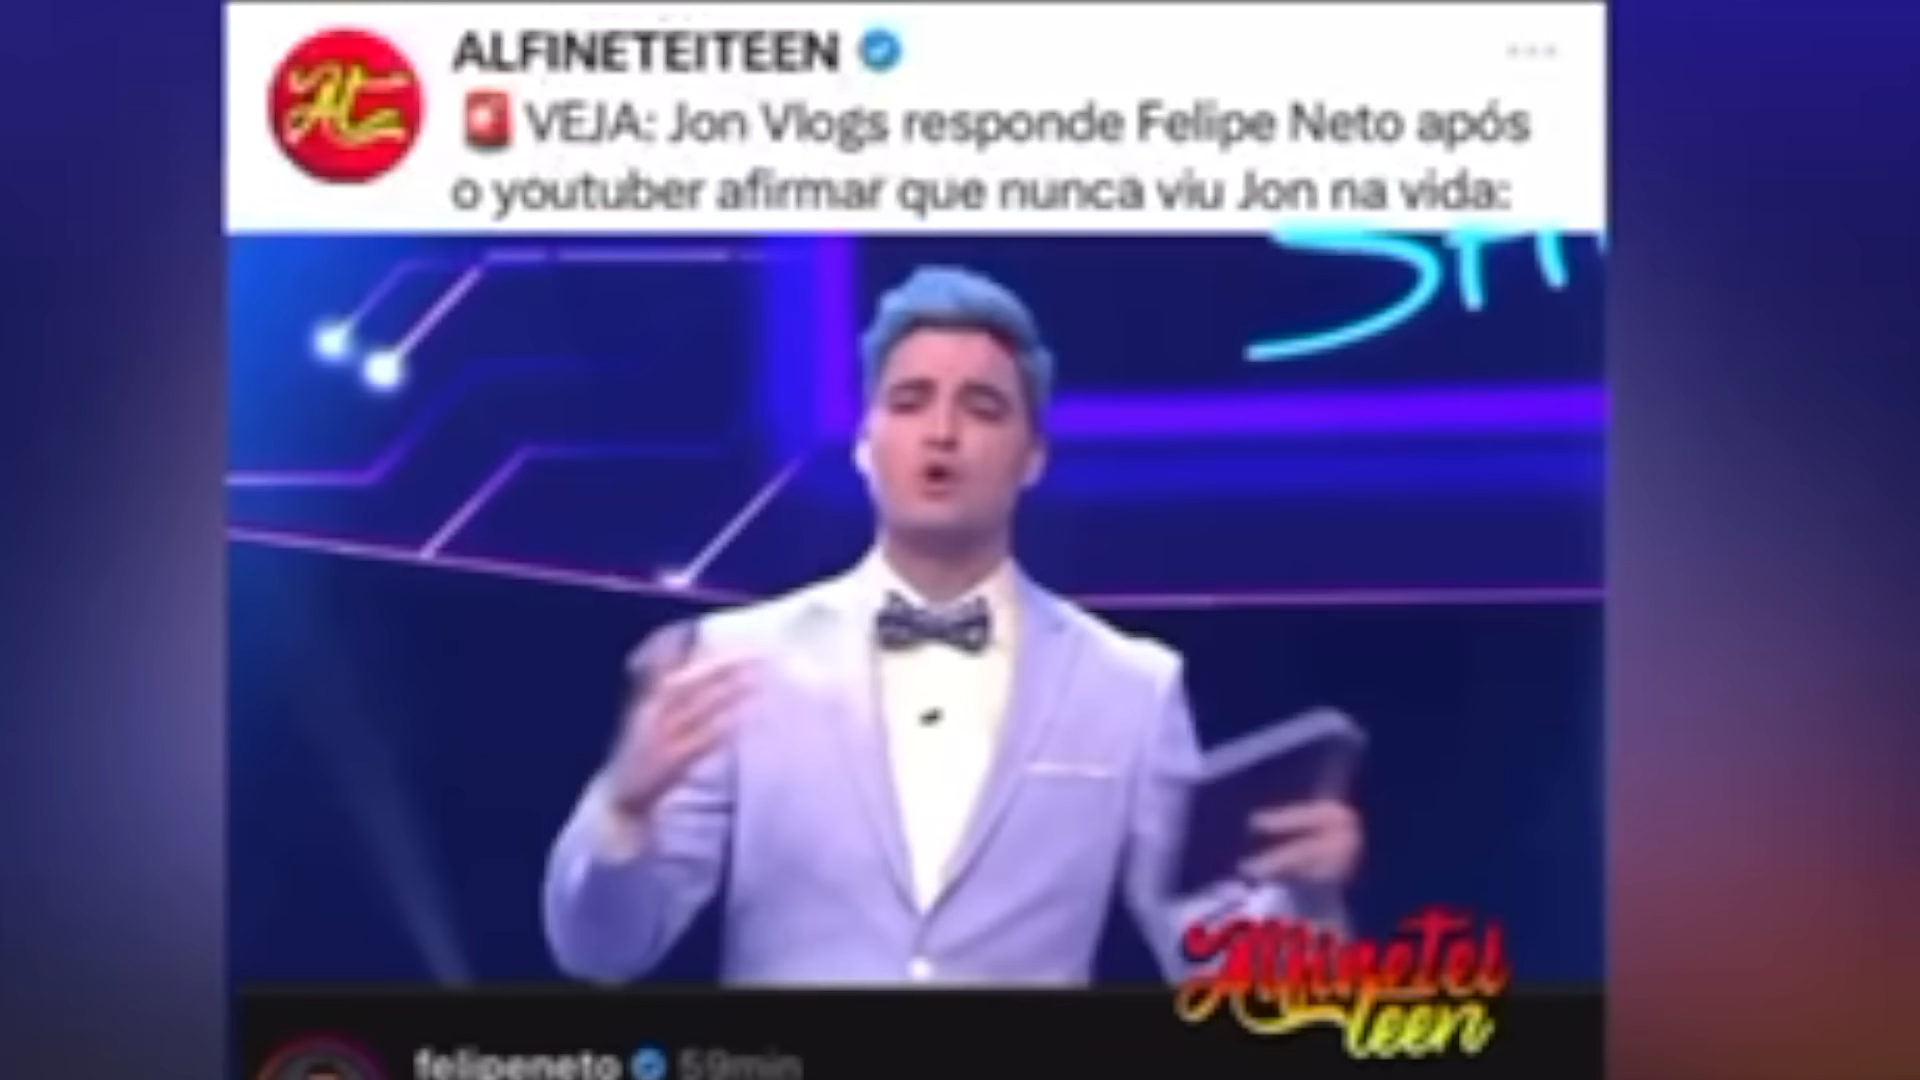 ALFINETEITEEN
VEJA: Jon Vlogs responde Felipe Neto após
o youtuber afirmar que nunca viu Jon na vida:
Alfinetei
teen
felipeneto 59min